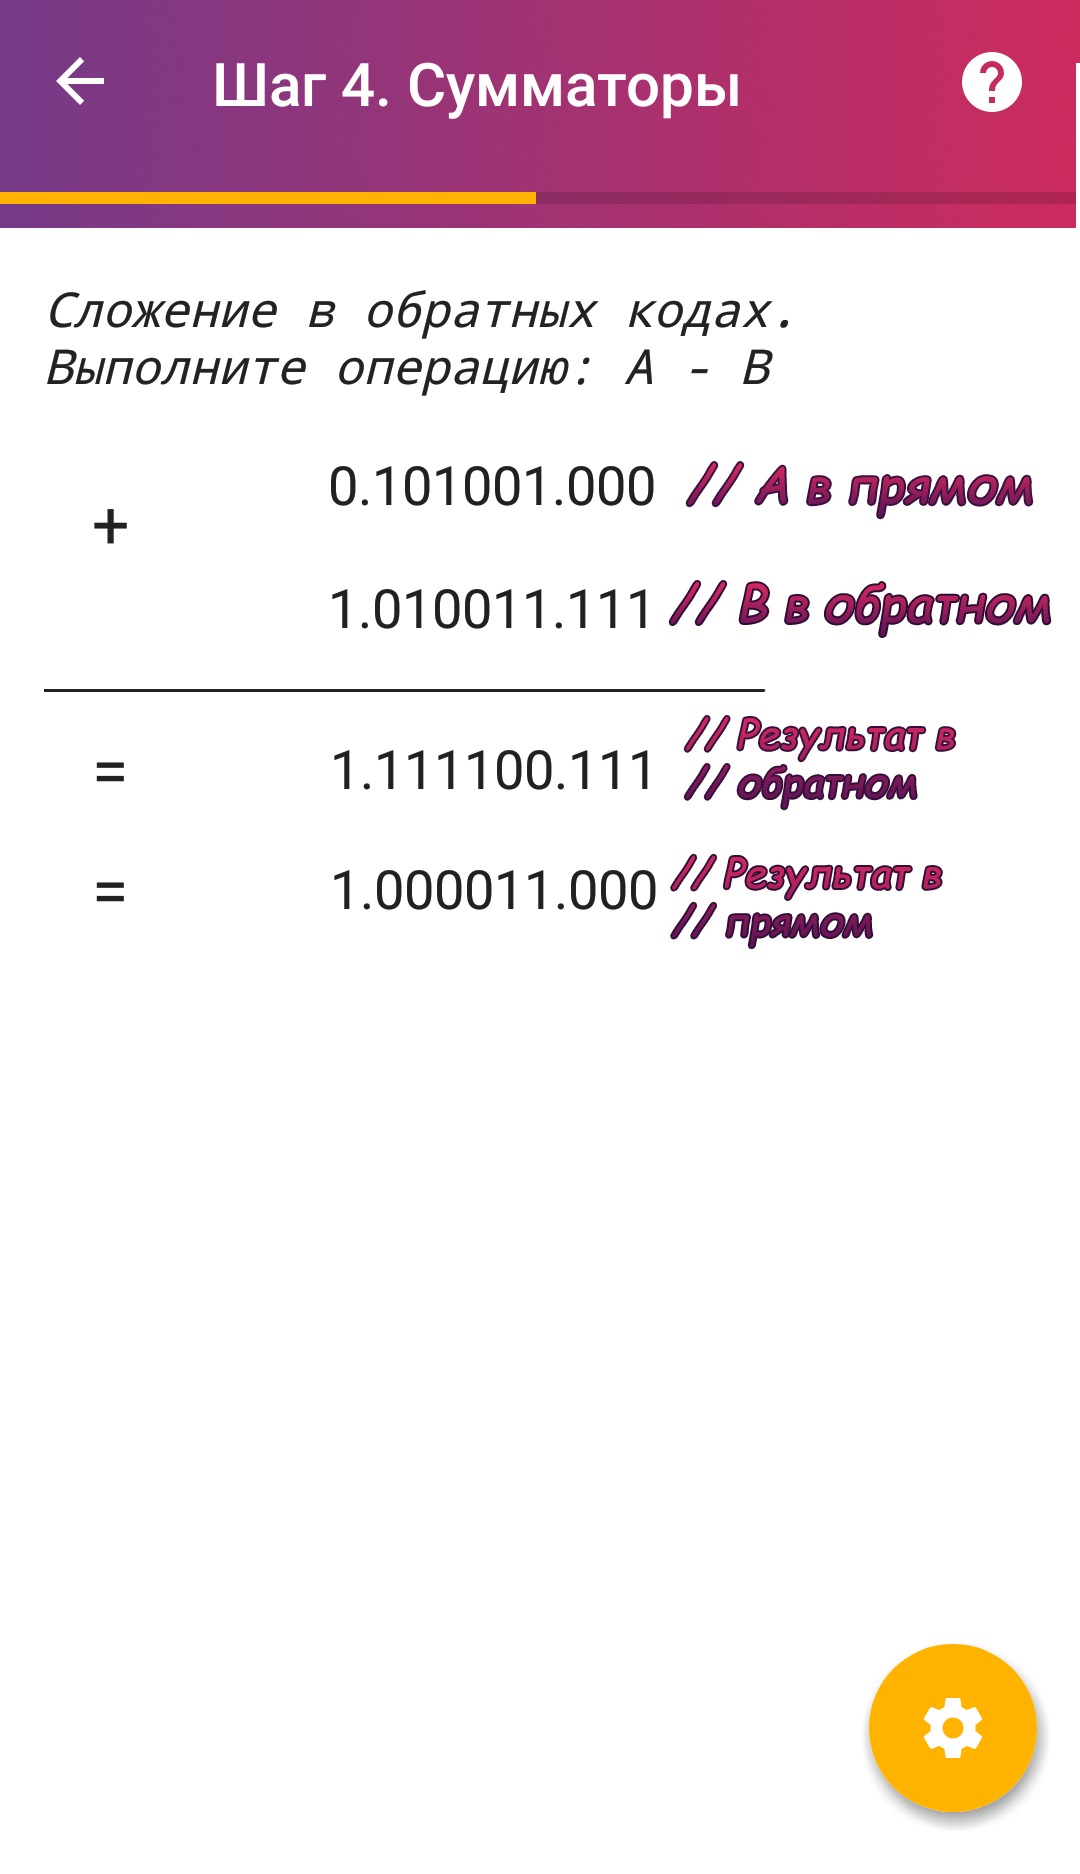 Шаг 4. Сумматоры
Сложение в обратных кодах.
Выполните операцию: A - B
0.101001.000 // А в прямом
+
1.010011.111 // В в обратном
= 1.111100.111 // Результат в
// обратном
= 1.000011.000 // Результат в
// прямом